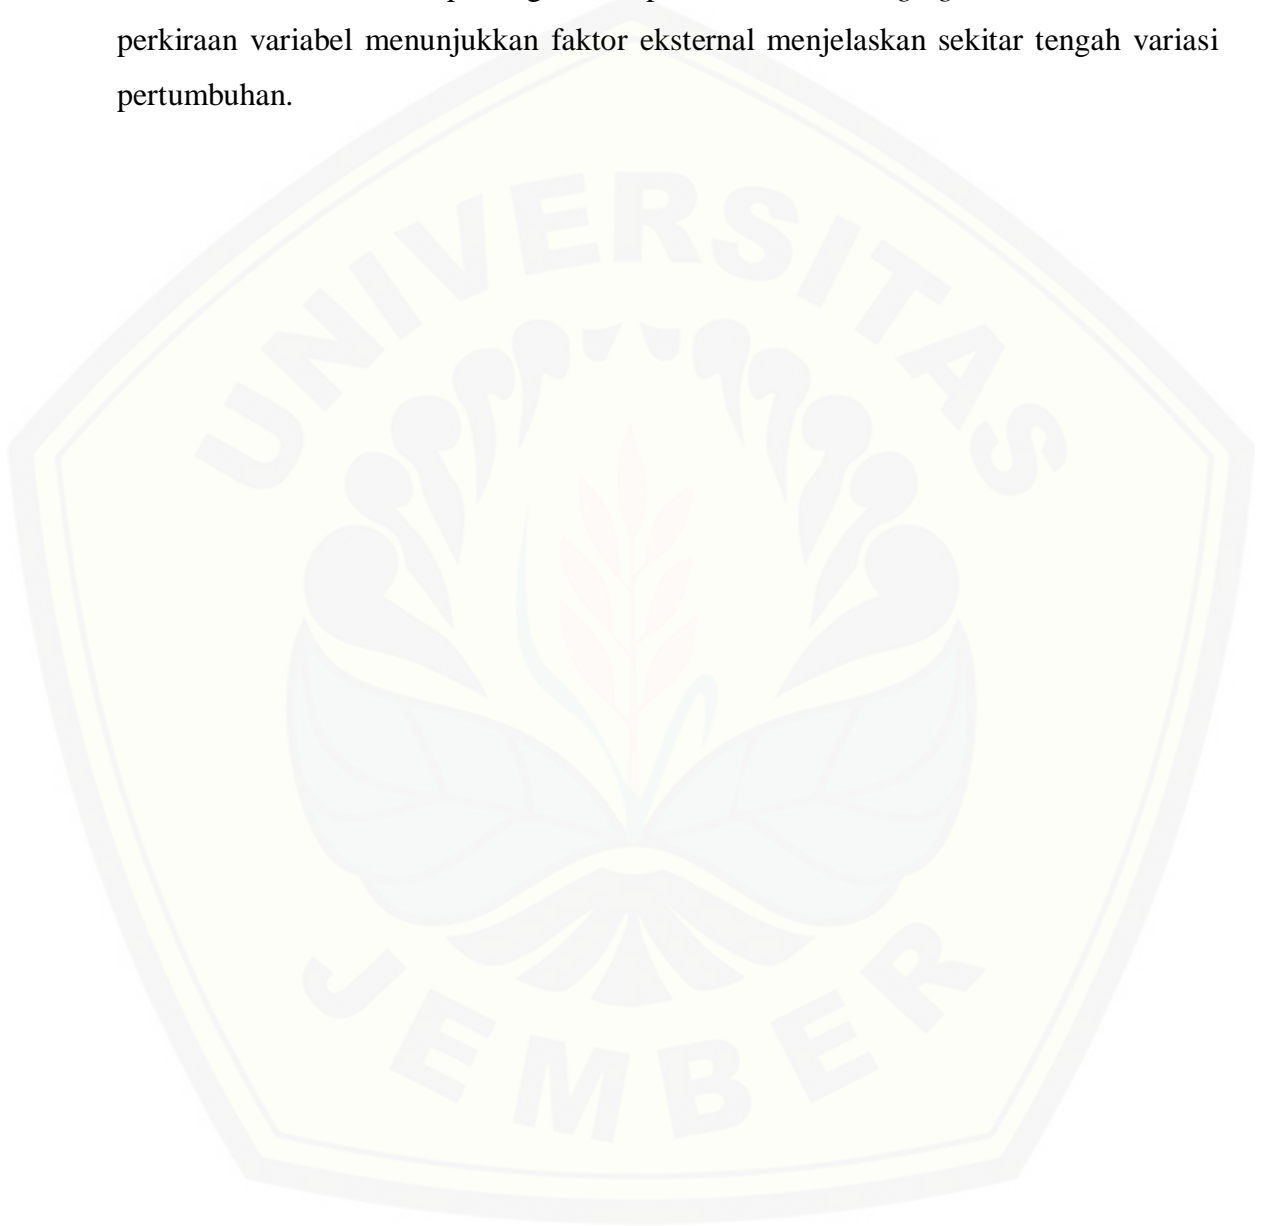 perkiraan variabel menunjukkan faktor eksternal menjelaskan sekitar tengah variasi
pertumbuhan.
UNIVERSITAS
JEMBER